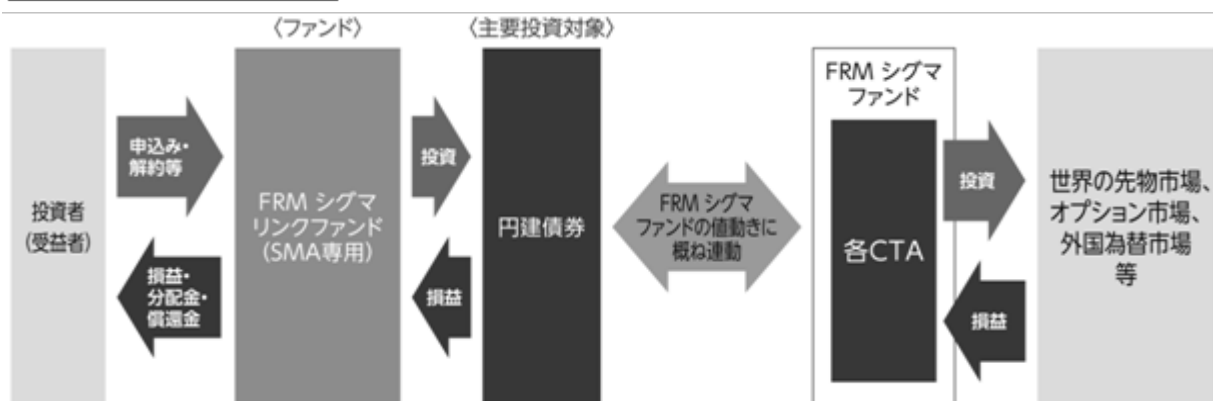 〈ファンド〉
〈主要投資対象〉
投資者
(受益者)
申込み・
解約等
損益・
分配金・
償還金
FRM シグマ
リンクファンド
(SMA専用)
投資
損益
円建債券
FRM シグマ
ファンドの値動きに
概ね連動
FRM シグマ
ファンド
各CTA
投資
損益
世界の先物市場、
オプション市場、
外国為替市場
等